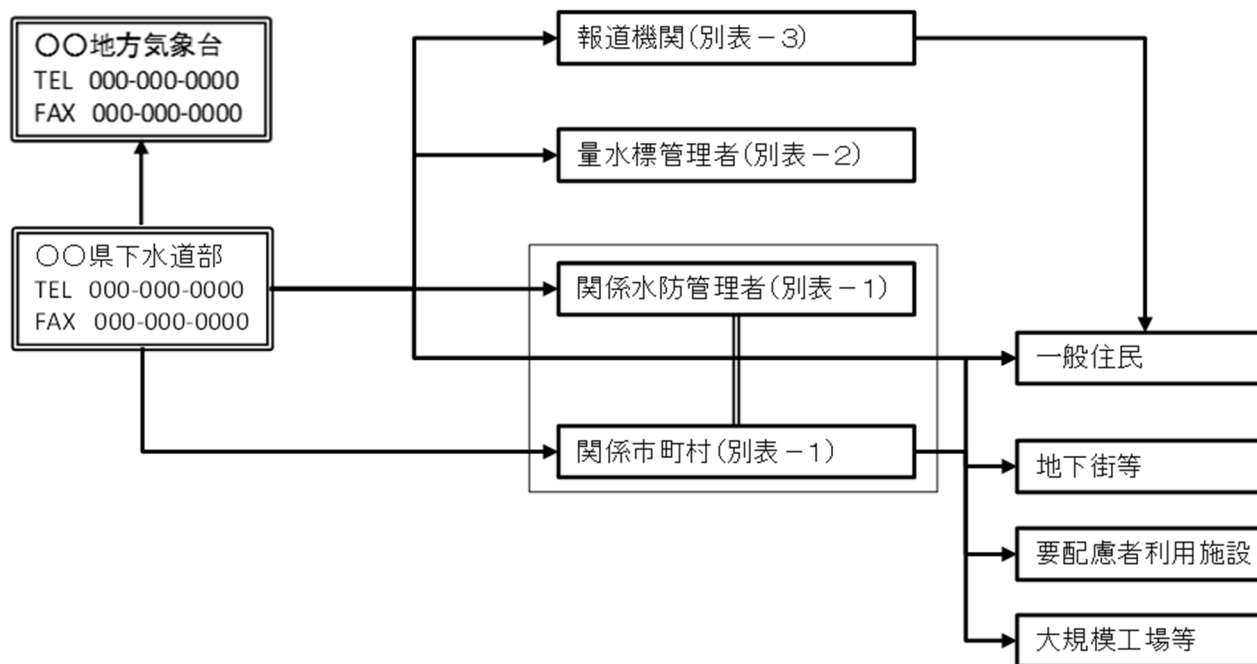 〇〇地方気象台
TEL 000-000-0000
FAX 000-000-0000
〇〇県下水道部
TEL 000-000-0000
FAX 000-000-0000
報道機関(別表－3)
量水標管理者(別表－2)
関係水防管理者(別表－1)
関係市町村(別表－1)
一般住民
地下街等
要配慮者利用施設
大規模工場等